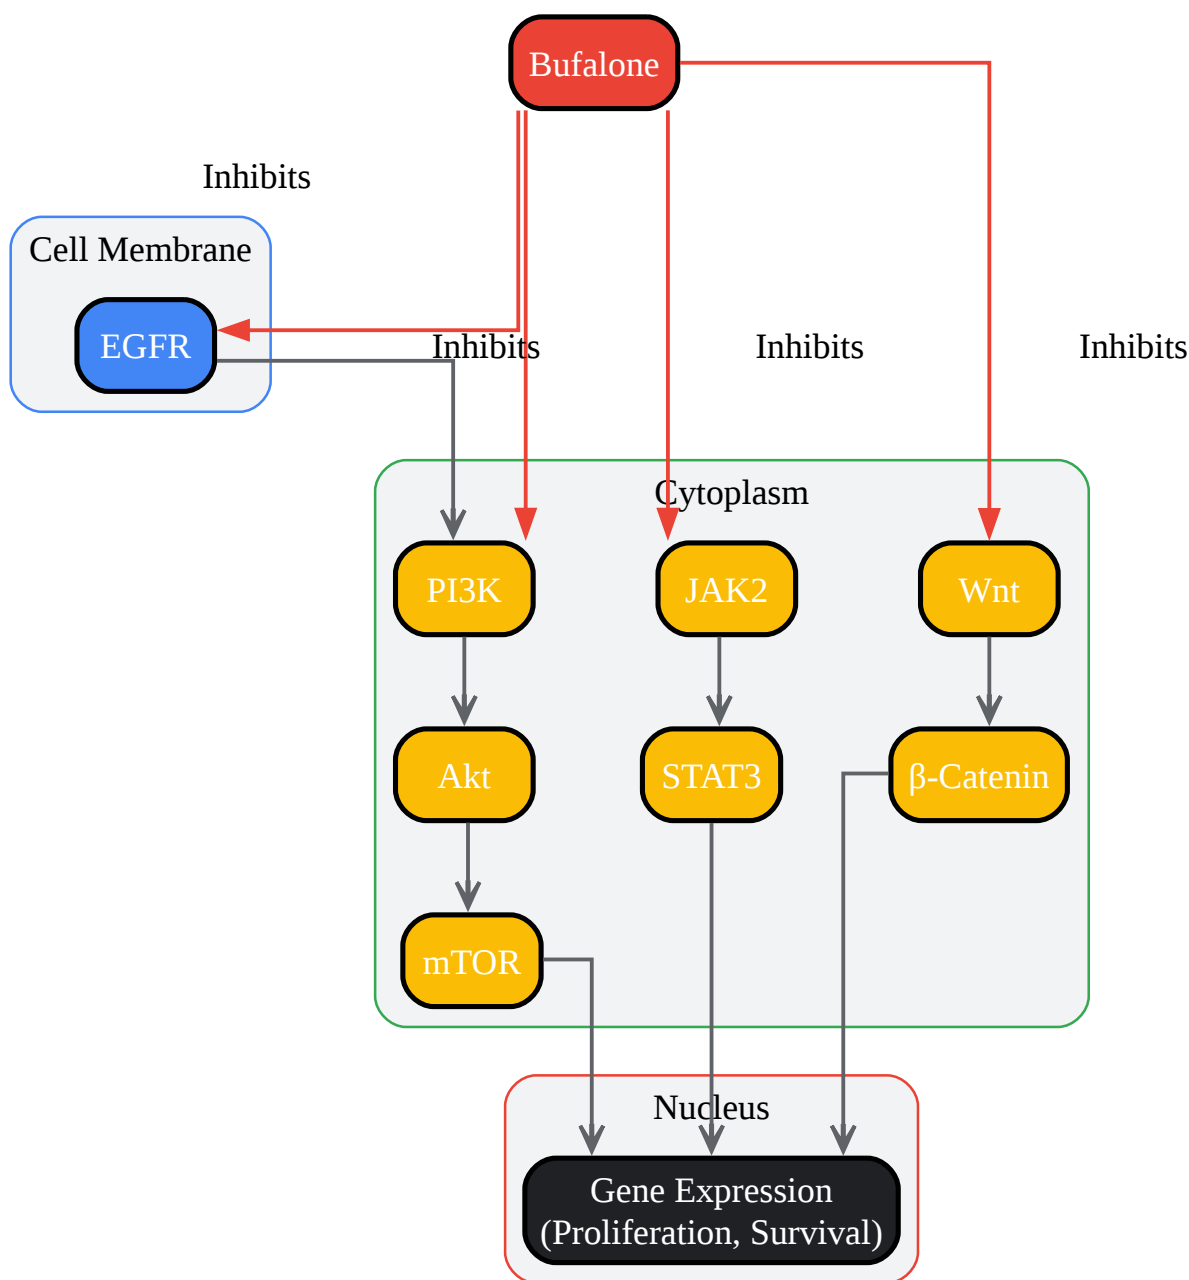 Bufalone
Inhibits
Cell Membrane
EGFR
Inhibits
Inhibits
Inhibits
Cytoplasm
PI3K
JAK2
Wnt
Akt
STAT3
β-Catenin
mTOR
Nucleus
Gene Expression
(Proliferation, Survival)